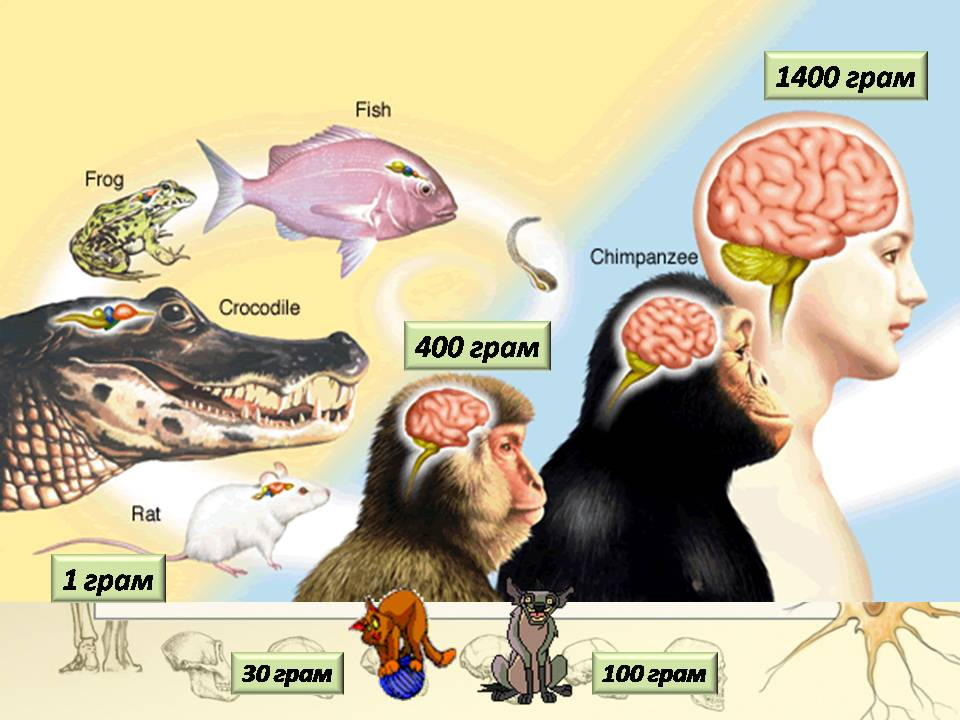 1400 грам
Fish
Frog
Chimpanzee
Crocodile
400 грам
Rat
1 грам
30 грам
100 грам